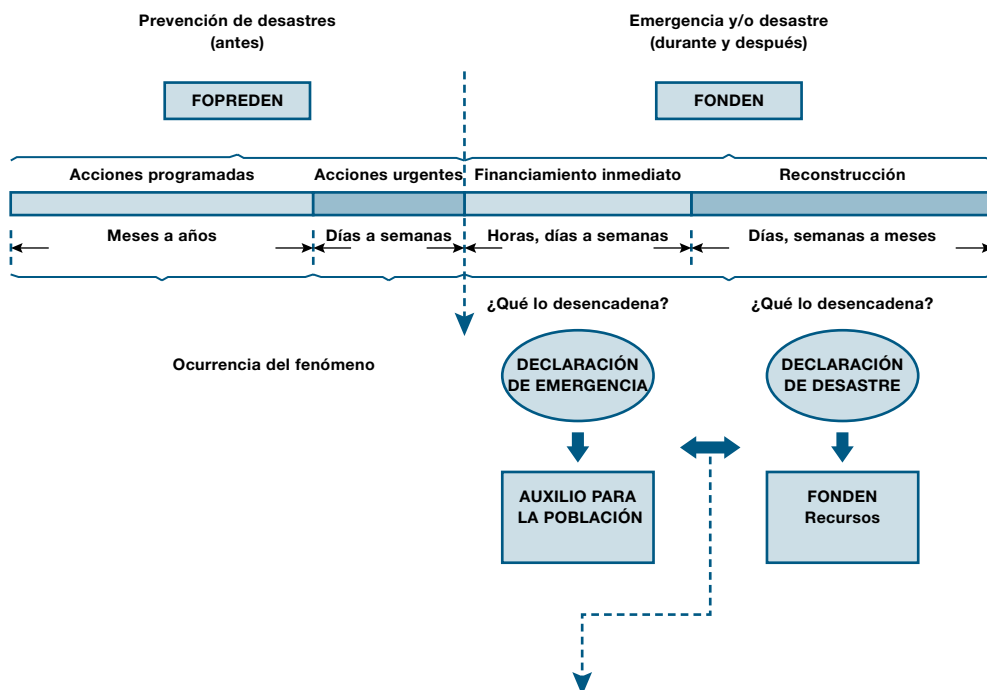 Prevención de desastres
(antes)
Emergencia y/o desastre
(durante y después)
FOPREDEN
FONDEN
Acciones programadas
Acciones urgentes
Financiamiento inmediato
Reconstrucción
Meses a años
Días a semanas
Horas, días a semanas
Días, semanas a meses
¿Qué lo desencadena?
¿Qué lo desencadena?
Ocurrencia del fenómeno
DECLARACIÓN
DE EMERGENCIA
DECLARACIÓN
DE DESASTRE
AUXILIO PARA
LA POBLACIÓN
FONDEN
Recursos